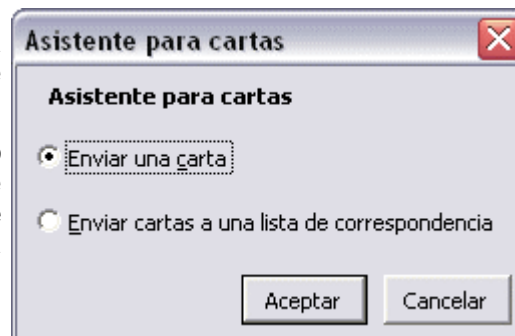 Asistente para cartas
Asistente para cartas
Enviar una carta
Enviar cartas a una lista de correspondencia
Aceptar
Cancelar